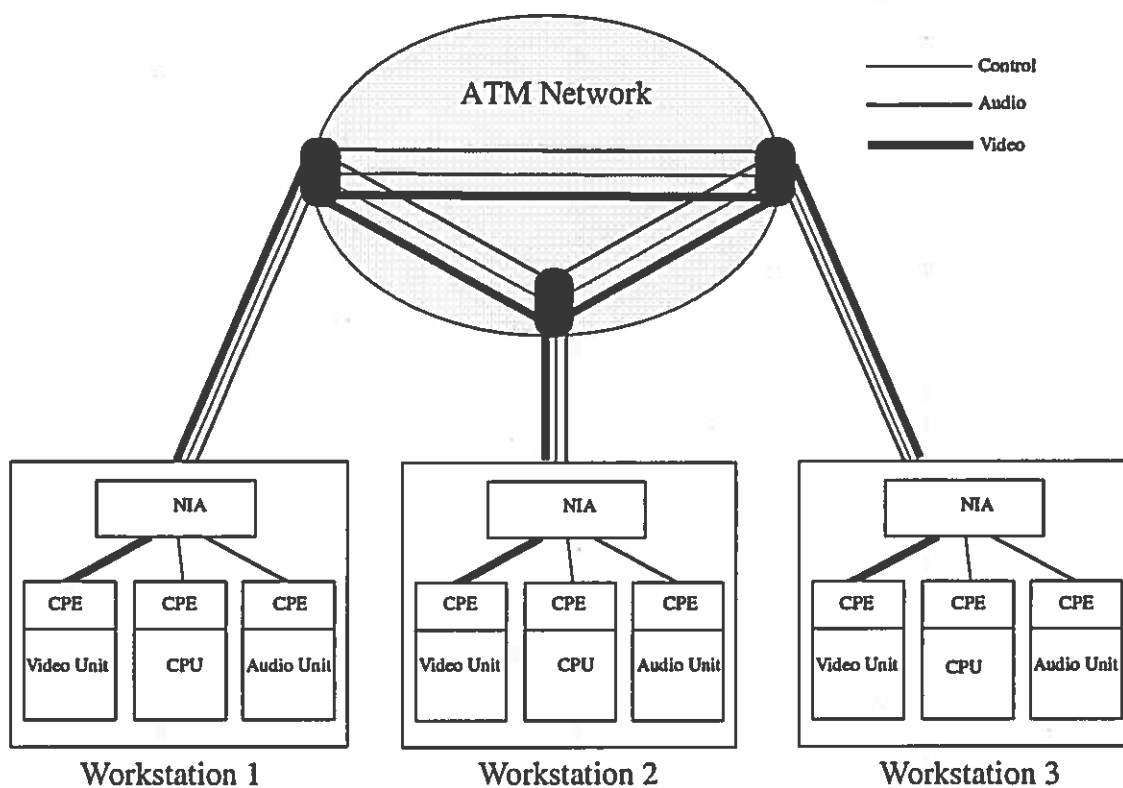 ATM Network
Control
Audio
Video
NIA
CPE
CPE
CPE
Video Unit
CPU
Audio Unit
Workstation 1
NIA
CPE
CPE
CPE
Video Unit
CPU
Audio Unit
Workstation 2
NIA
CPE
CPE
CPE
Video Unit
CPU
Audio Unit
Workstation 3